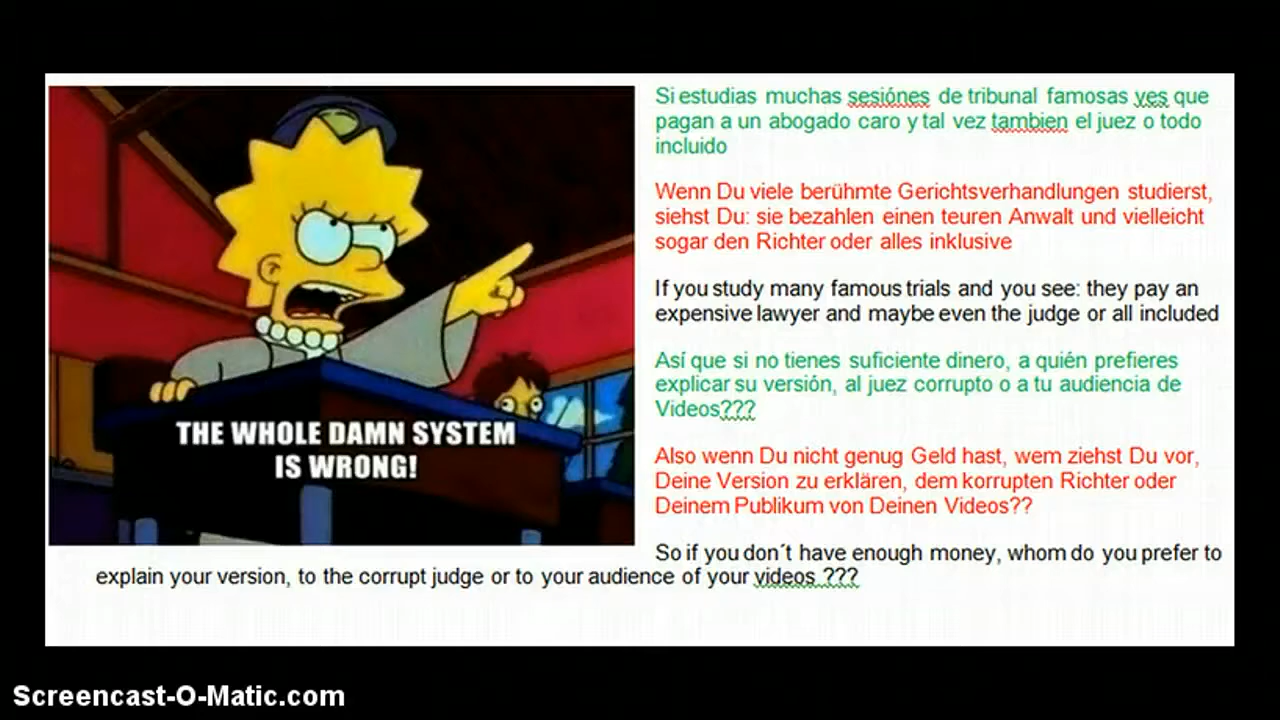 THE WHOLE DAMN SYSTEM
IS WRONG!
Si estudias muchas sesiónes de tribunal famosas yes que
pagan a un abogado caro y tal vez tambien el juez o todo
incluido
Wenn Du viele berühmte Gerichtsverhandlungen studierst,
siehst Du: sie bezahlen einen teuren Anwalt und vielleicht
sogar den Richter oder alles inklusive
If you study many famous trials and you see: they pay an
expensive lawyer and maybe even the judge or all included
Así que si no tienes suficiente dinero, a quién prefieres
explicar su versión, al juez corrupto o a tu audiencia de
Videos???
Also wenn Du nicht genug Geld hast, wem ziehst Du vor,
Deine Version zu erklären, dem korrupten Richter oder
Deinem Publikum von Deinen Videos??
So if you don´t have enough money, whom do you prefer to
explain your version, to the corrupt judge or to your audience of your videos ???
Screencast-O-Matic.com